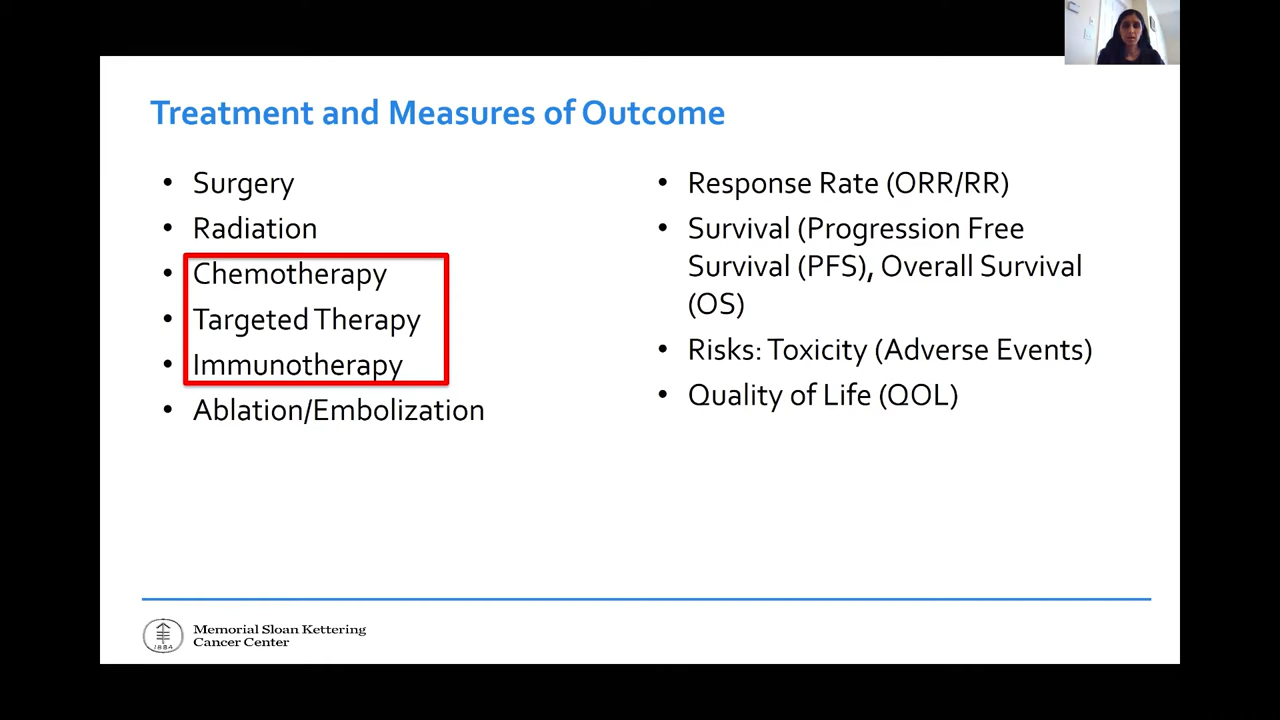 Treatment and Measures of Outcome
• Surgery
• Radiation
• Chemotherapy
• Targeted Therapy
• Immunotherapy
• Ablation/Embolization
• Response Rate (ORR/RR)
• Survival (Progression Free
Survival (PFS), Overall Survival
(OS)
• Risks: Toxicity (Adverse Events)
• Quality of Life (QOL)
1884
Memorial Sloan Kettering
Cancer Center